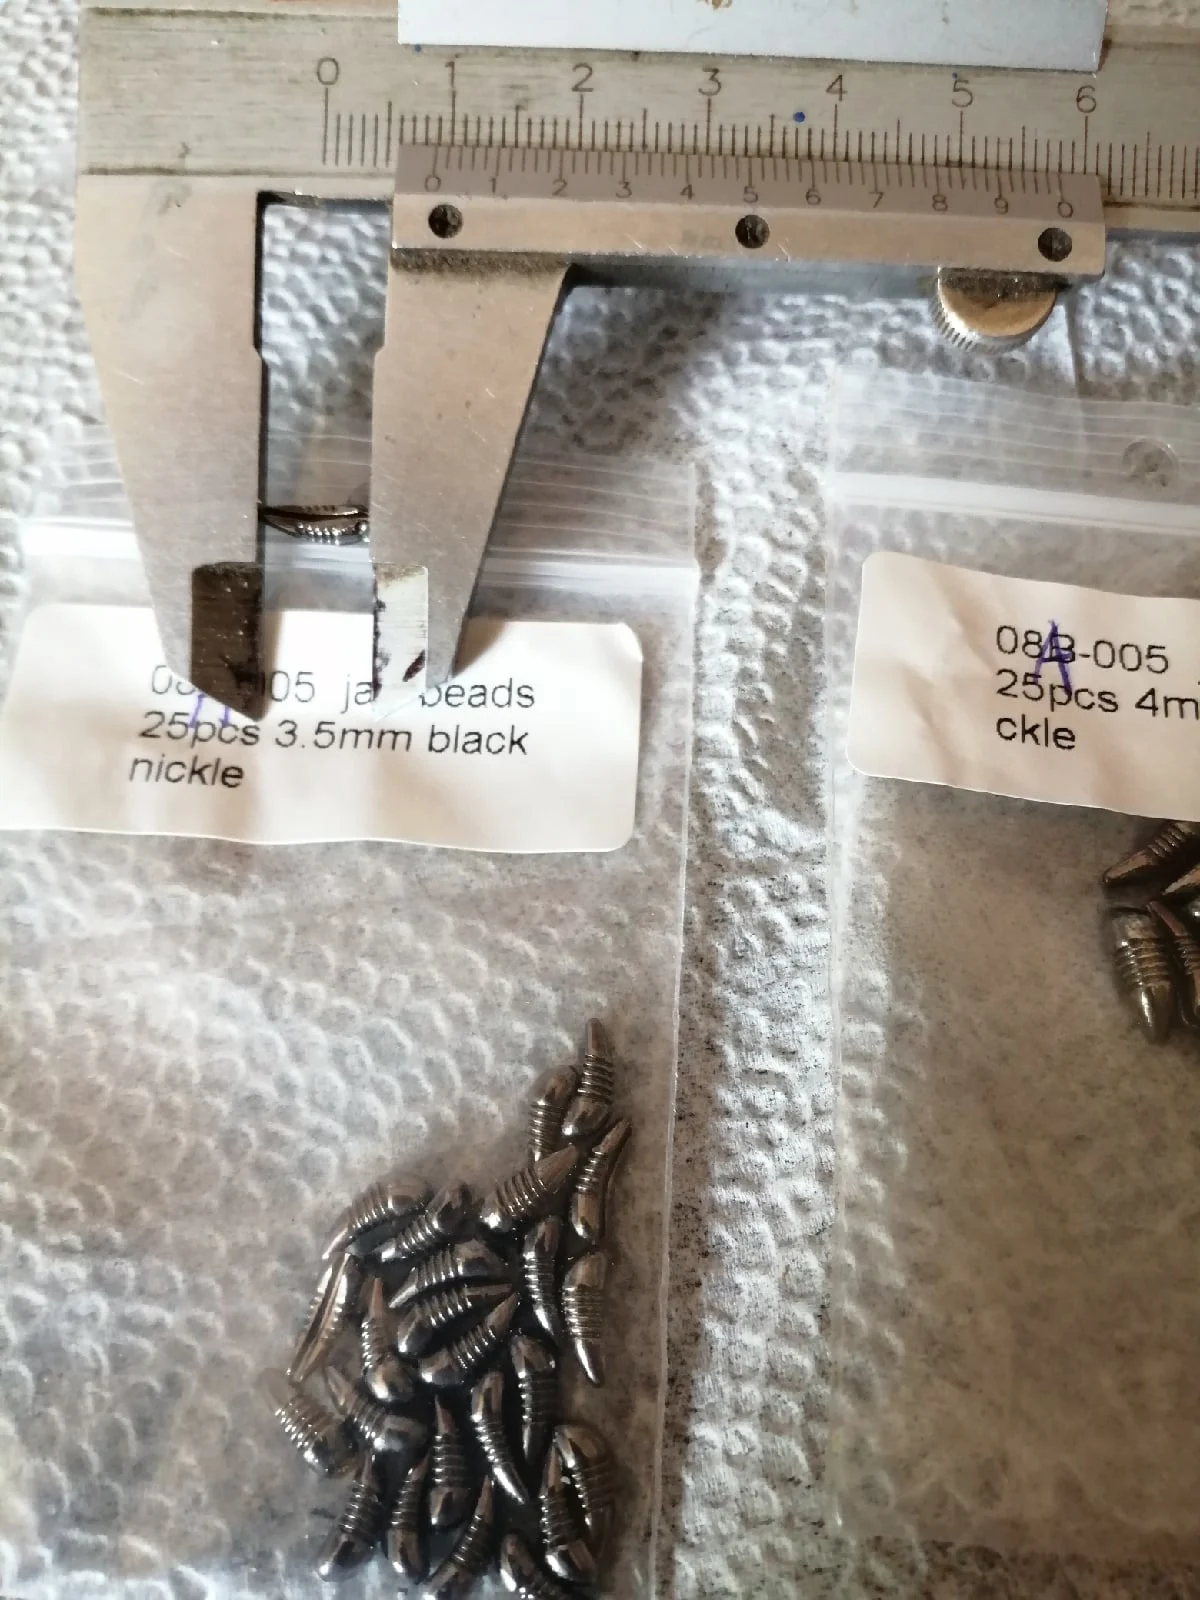 0 1 2 3 4 5 6
0 1 2 3 4 5 6 7 8 9 0
05 beads
25pcs 3.5mm black
nickle
08B-005
25pcs 4m
ckle
A